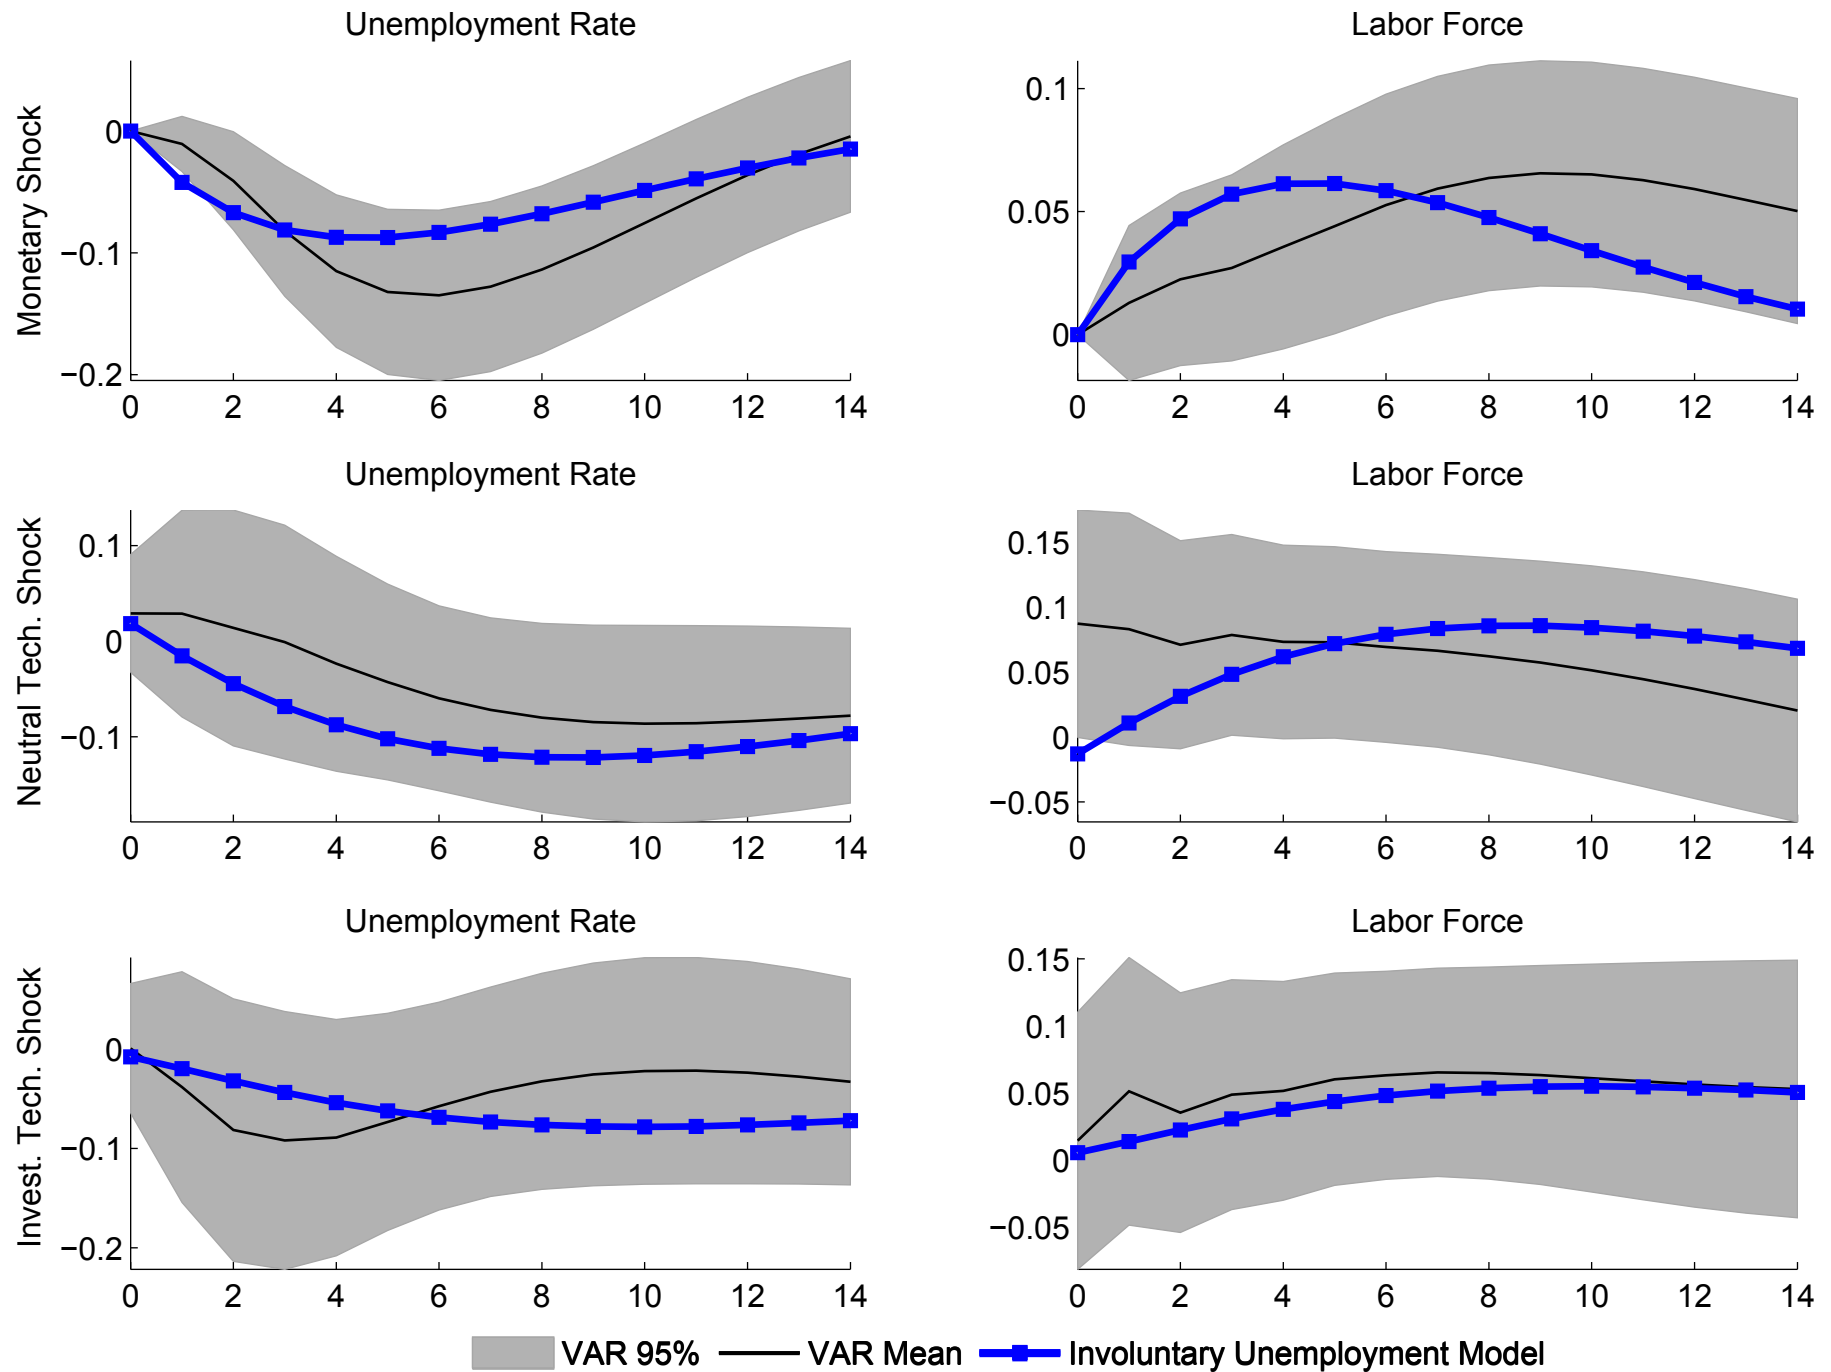 Unemployment Rate
Labor Force
Monetary Shock
0
−0.1
−0.2
0 2 4 6 8 10 12 14
0.1
0.05
0
0 2 4 6 8 10 12 14
Unemployment Rate
Labor Force
Neutral Tech. Shock
0.1
0
−0.1
0 2 4 6 8 10 12 14
0.15
0.1
0.05
0
−0.05
0 2 4 6 8 10 12 14
Unemployment Rate
Labor Force
Invest. Tech. Shock
0
−0.1
−0.2
0 2 4 6 8 10 12 14
0.15
0.1
0.05
0
−0.05
0 2 4 6 8 10 12 14
VAR 95% VAR Mean Involuntary Unemployment Model